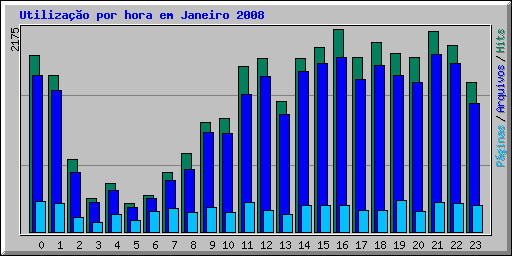 Utilização por hora em Janeiro 2008
2175
Páginas / Arquivos / Hits
0 1 2 3 4 5 6 7 8 9 10 11 12 13 14 15 16 17 18 19 20 21 22 23